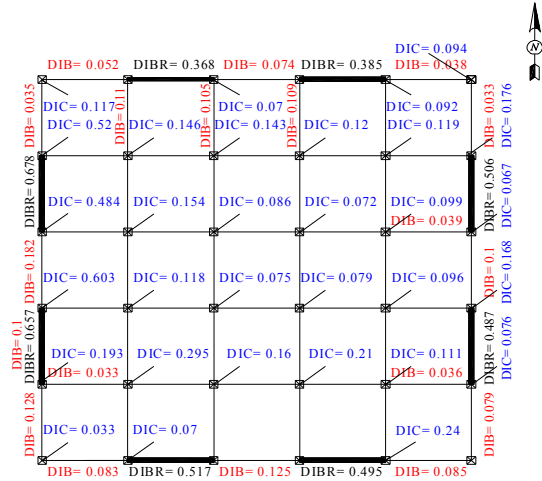 N
DIC= 0.094
DIB= 0.052 DIBR= 0.368 DIB= 0.074 DIBR= 0.385 DIB= 0.038
DIB= 0.035
DIC= 0.117
DIB= 0.11
DIB= 0.105
DIC= 0.07
DIB= 0.109
DIC= 0.092
DIB= 0.033
DIC= 0.176
DIC= 0.52 DIC= 0.146 DIC= 0.143 DIC= 0.12 DIC= 0.119
DIBR= 0.678
DIBR= 0.506
DIC= 0.067
DIC= 0.484 DIC= 0.154 DIC= 0.086 DIC= 0.072 DIC= 0.099
DIB= 0.039
DIB= 0.182
DIB= 0.1
DIC= 0.168
DIC= 0.603 DIC= 0.118 DIC= 0.075 DIC= 0.079 DIC= 0.096
DIB= 0.1
DIBR= 0.657
DIBR= 0.487
DIC= 0.076
DIC= 0.193 DIC= 0.295 DIC= 0.16 DIC= 0.21 DIC= 0.111
DIB= 0.033 DIB= 0.036
DIB= 0.128
DIB= 0.079
DIC= 0.033 DIC= 0.07 DIC= 0.24
DIB= 0.083 DIBR= 0.517 DIB= 0.125 DIBR= 0.495 DIB= 0.085